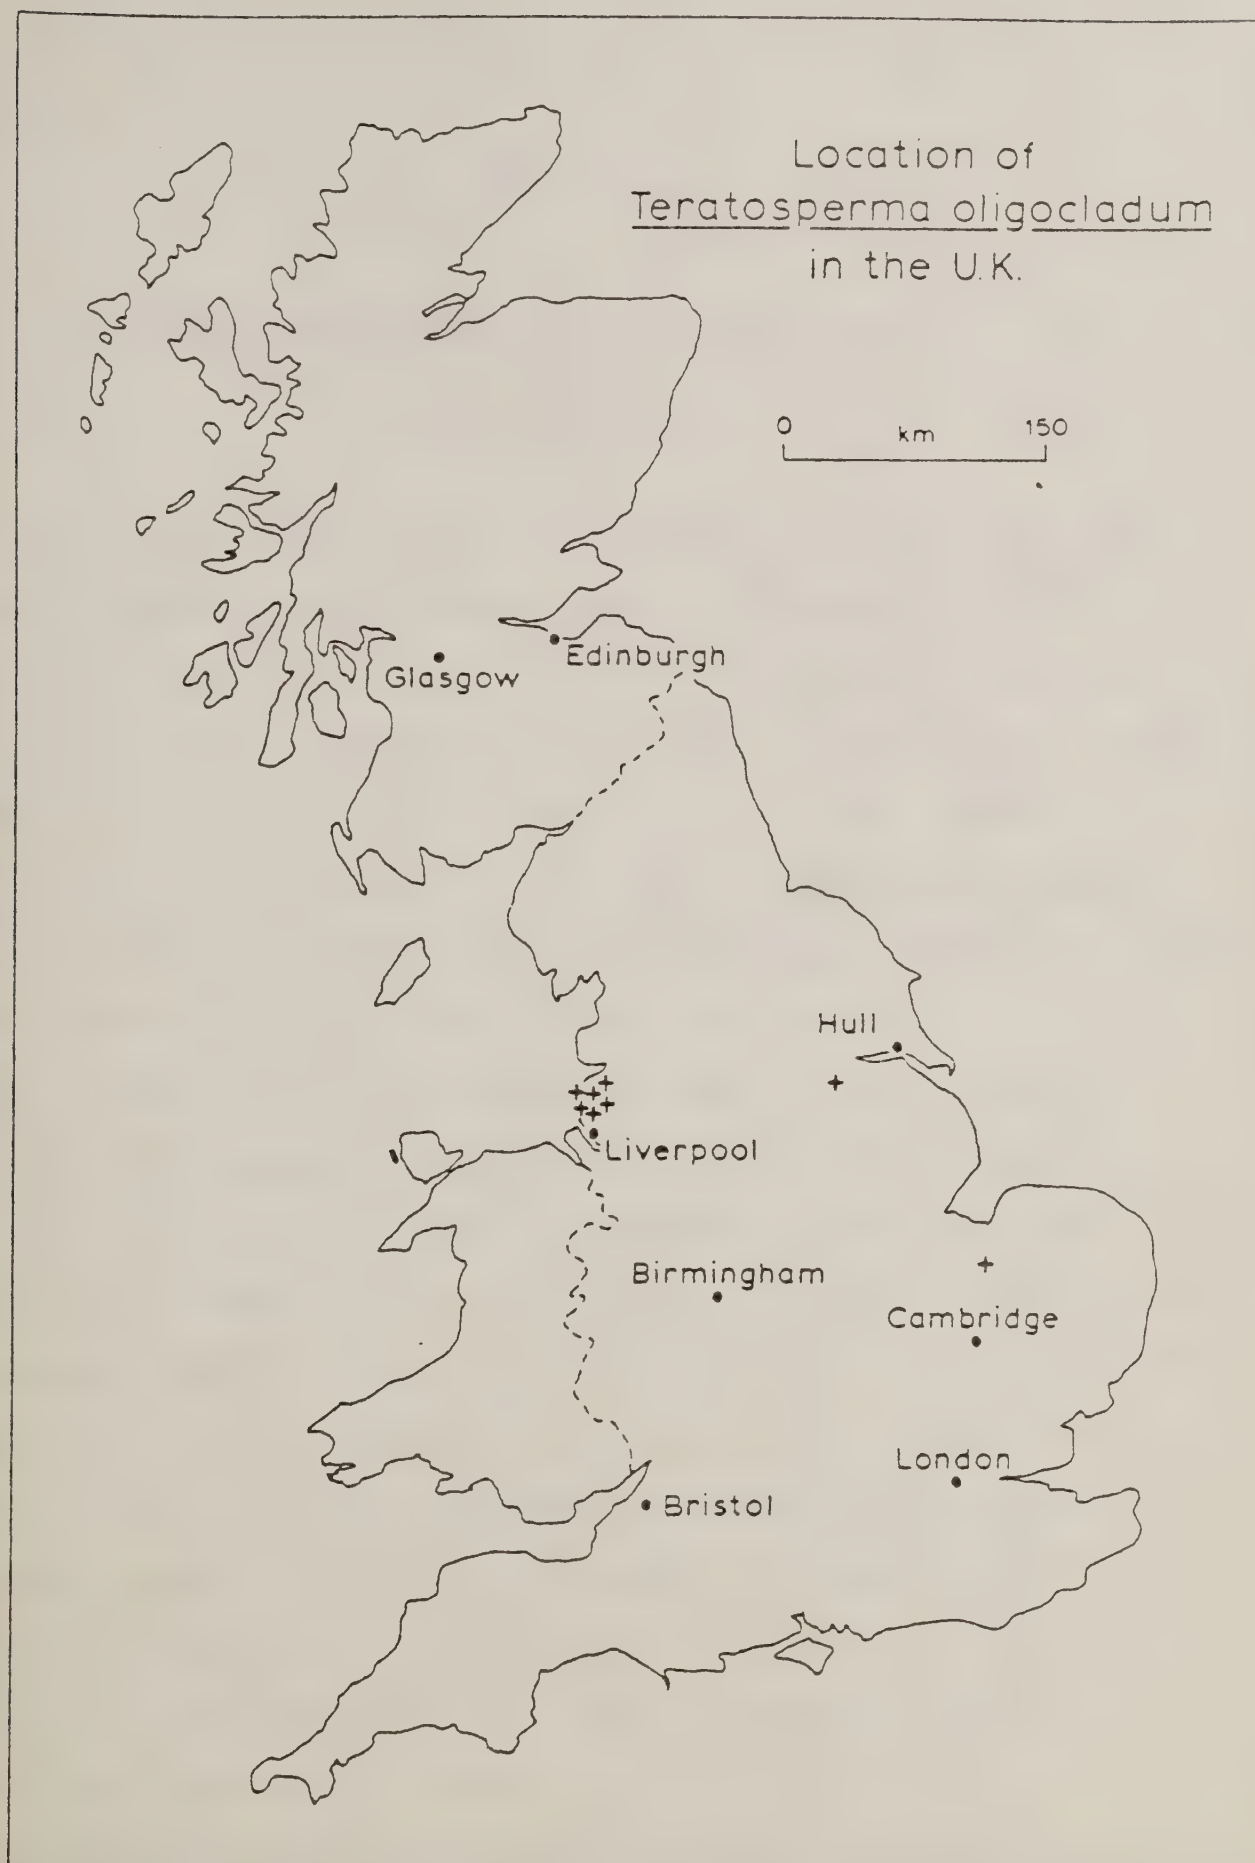 Location of
Teratosperma oligocladum
in the U.K.
0 km 150
Edinburgh
Glasgow
Hull
Liverpool
Birmingham
Cambridge
London
Bristol